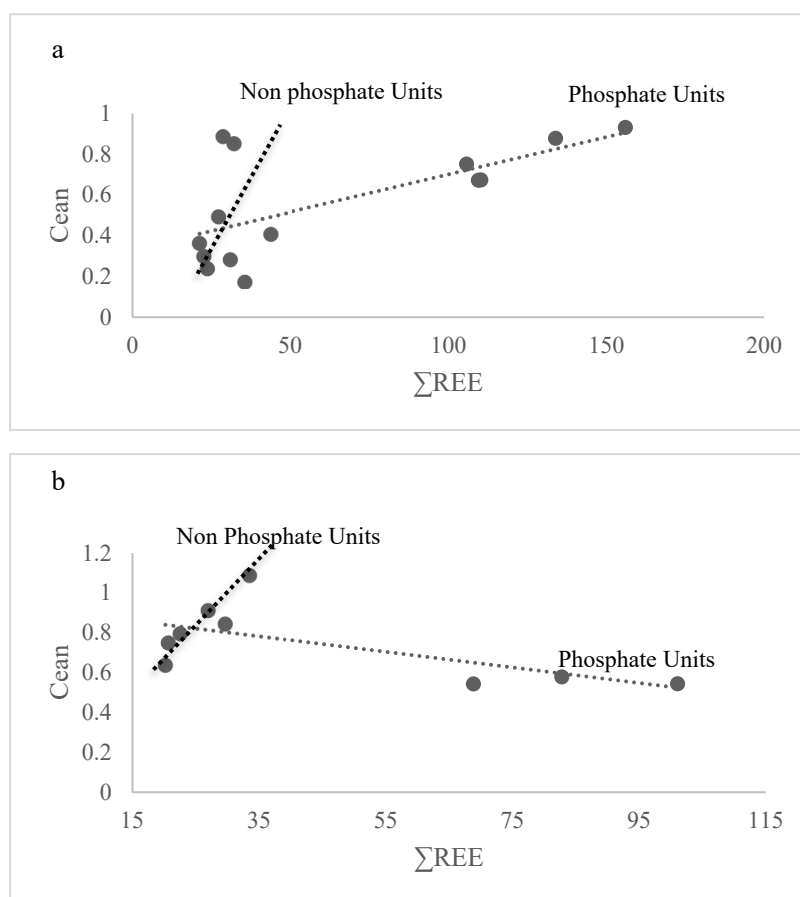 a
Non phosphate Units
Phosphate Units
1
0.8
0.6
0.4
0.2
0
Cean
0
50
100
150
200
∑REE
b
Non Phosphate Units
Phosphate Units
1.2
1
0.8
0.6
0.4
0.2
0
Cean
15
35
55
75
95
115
∑REE